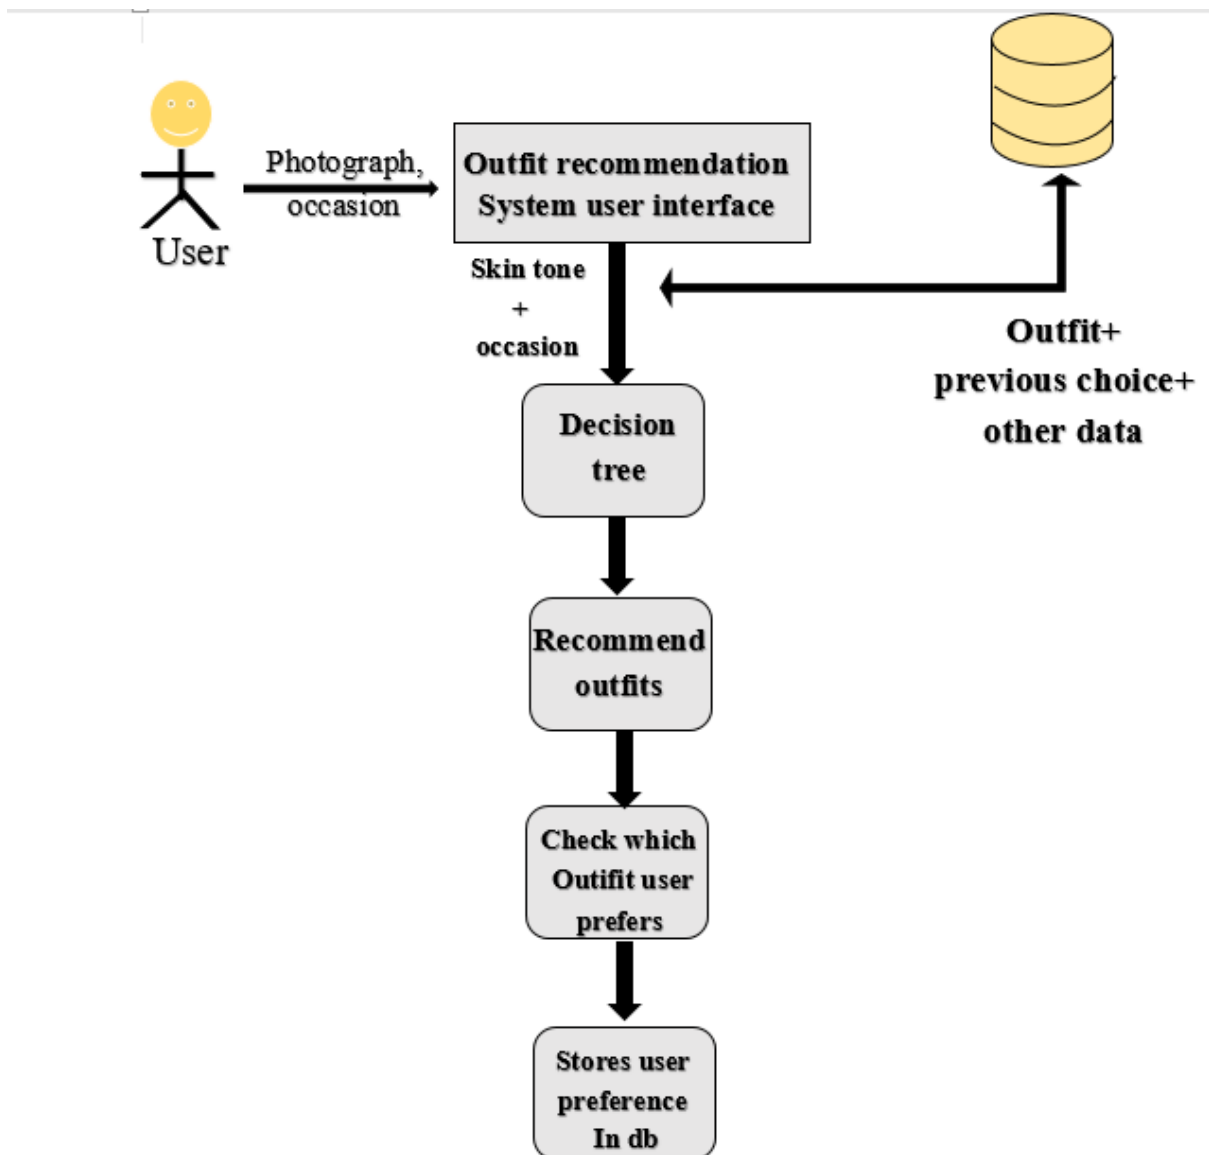 Photograph,
occasion
User
Outfit recommendation
System user interface
Skin tone
+
occasion
Outfit+
previous choice+
other data
Decision
tree
Recommend
outfits
Check which
Outifit user
prefers
Stores user
preference
In db